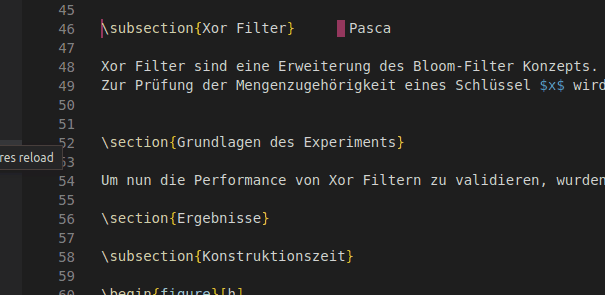 45
46 \subsection{Xor Filter} Pasca
47
48 Xor Filter sind eine Erweiterung des Bloom-Filter Konzepts.
49 Zur Prüfung der Mengenzugehörigkeit eines Schlüssel $x$ wird
50
51
52 \section{Grundlagen des Experiments}
res reload 53
54 Um nun die Performance von Xor Filtern zu validieren, wurden
55
56 \section{Ergebnisse}
57
58 \subsection{Konstruktionszeit}
59
60 \begin{figure}[h]